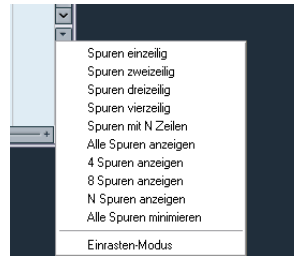 Spuren einzeilig
Spuren zweizeilig
Spuren dreizeilig
Spuren vierzeilig
Spuren mit N Zeilen
Alle Spuren anzeigen
4 Spuren anzeigen
8 Spuren anzeigen
N Spuren anzeigen
Alle Spuren minimieren
Einrasten-Modus